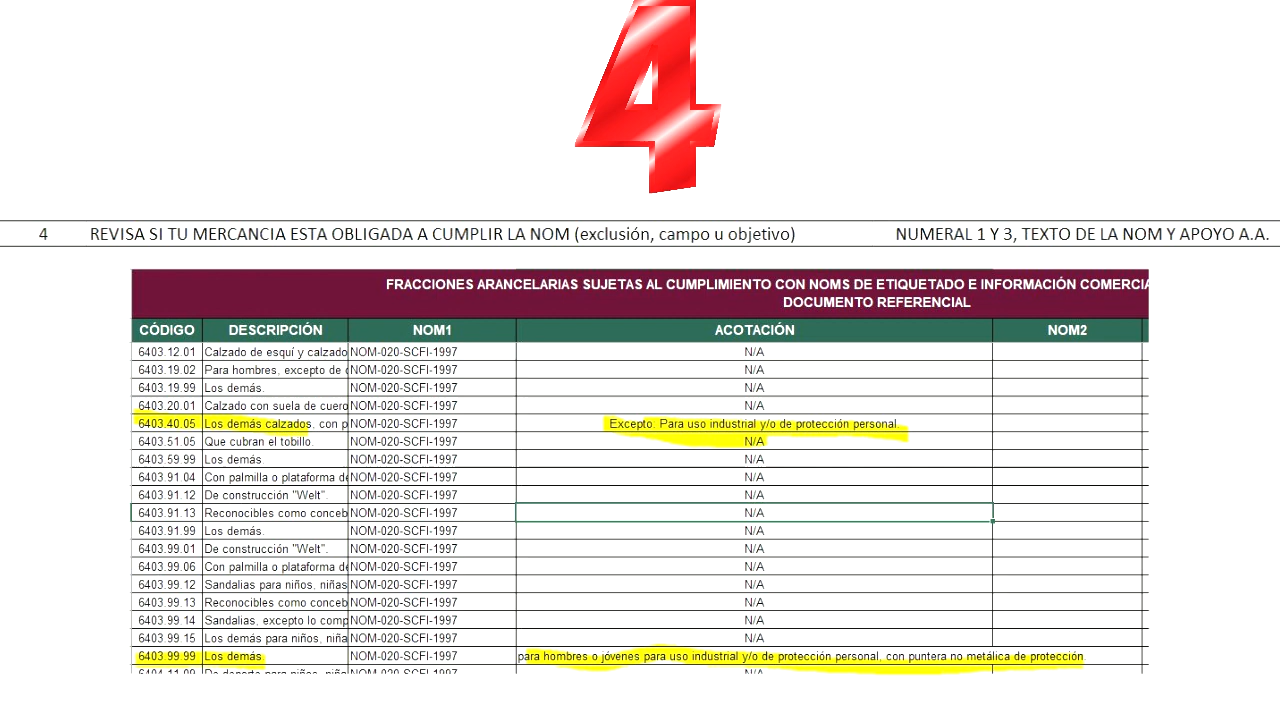 4
4 REVISA SI TU MERCANCIA ESTA OBLIGADA A CUMPLIR LA NOM (exclusión, campo u objetivo) NUMERAL 1 Y 3, TEXTO DE LA NOM Y APOYO A.A.
FRACCIONES ARANCELARIAS SUJETAS AL CUMPLIMIENTO CON NOMS DE ETIQUETADO E INFORMACIÓN COMERCIA
DOCUMENTO REFERENCIAL
CÓDIGO DESCRIPCIÓN NOM1 ACOTACIÓN NOM2
6403.12.01 Calzado de esquí y calzado NOM-020-SCFI-1997 N/A
6403.19.02 Para hombres, excepto de NOM-020-SCFI-1997 N/A
6403.19.99 Los demás. NOM-020-SCFI-1997 N/A
6403.20.01 Calzado con suela de cuero NOM-020-SCFI-1997 N/A
6403.40.05 Los demás calzados, con p NOM-020-SCFI-1997 Excepto: Para uso industrial y/o de protección personal.
6403.51.05 Que cubran el tobillo. NOM-020-SCFI-1997 N/A
6403.59.99 Los demás. NOM-020-SCFI-1997 N/A
6403.91.04 Con palmilla o plataforma de NOM-020-SCFI-1997 N/A
6403.91.12 De construcción "Welt". NOM-020-SCFI-1997 N/A
6403.91.13 Reconocibles como conceb NOM-020-SCFI-1997 N/A
6403.91.99 Los demás. NOM-020-SCFI-1997 N/A
6403.99.01 De construcción "Welt". NOM-020-SCFI-1997 N/A
6403.99.06 Con palmilla o plataforma de NOM-020-SCFI-1997 N/A
6403.99.12 Sandalias para niños, niñas NOM-020-SCFI-1997 N/A
6403.99.13 Reconocibles como conceb NOM-020-SCFI-1997 N/A
6403.99.14 Sandalias, excepto lo comp NOM-020-SCFI-1997 N/A
6403.99.15 Los demás para niños, niña NOM-020-SCFI-1997 N/A
6403.99.99 Los demás. NOM-020-SCFI-1997 para hombres o jóvenes para uso industrial y/o de protección personal, con puntera no metálica de protección